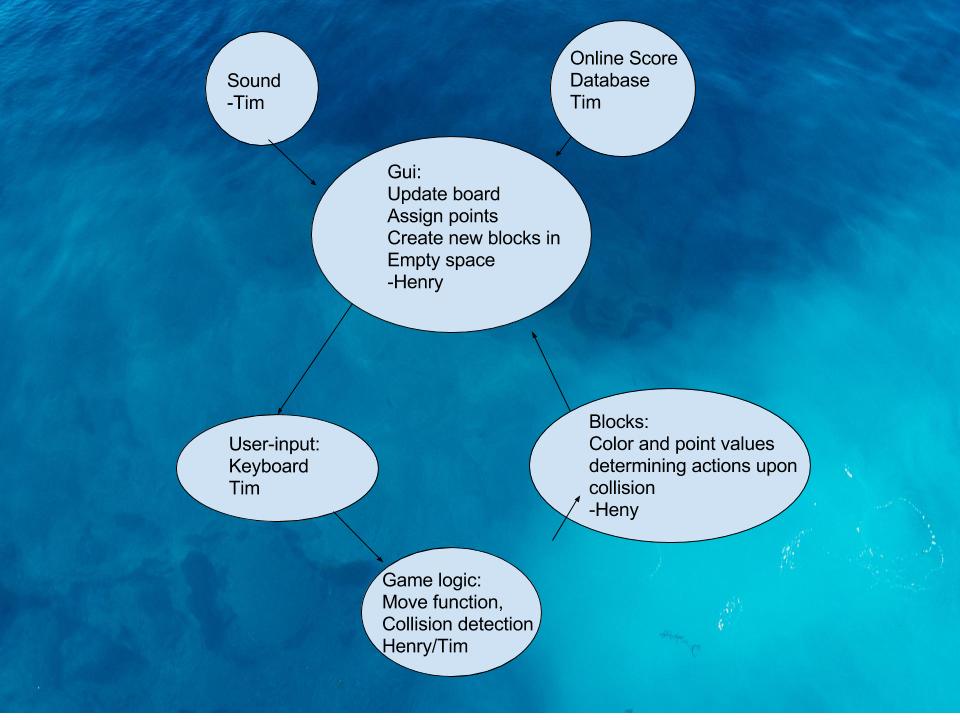 Sound
-Tim
Online Score
Database
Tim
Gui:
Update board
Assign points
Create new blocks in
Empty space
-Henry
User-input:
Keyboard
Tim
Blocks:
Color and point values
determining actions upon
collision
-Heny
Game logic:
Move function,
Collision detection
Henry/Tim